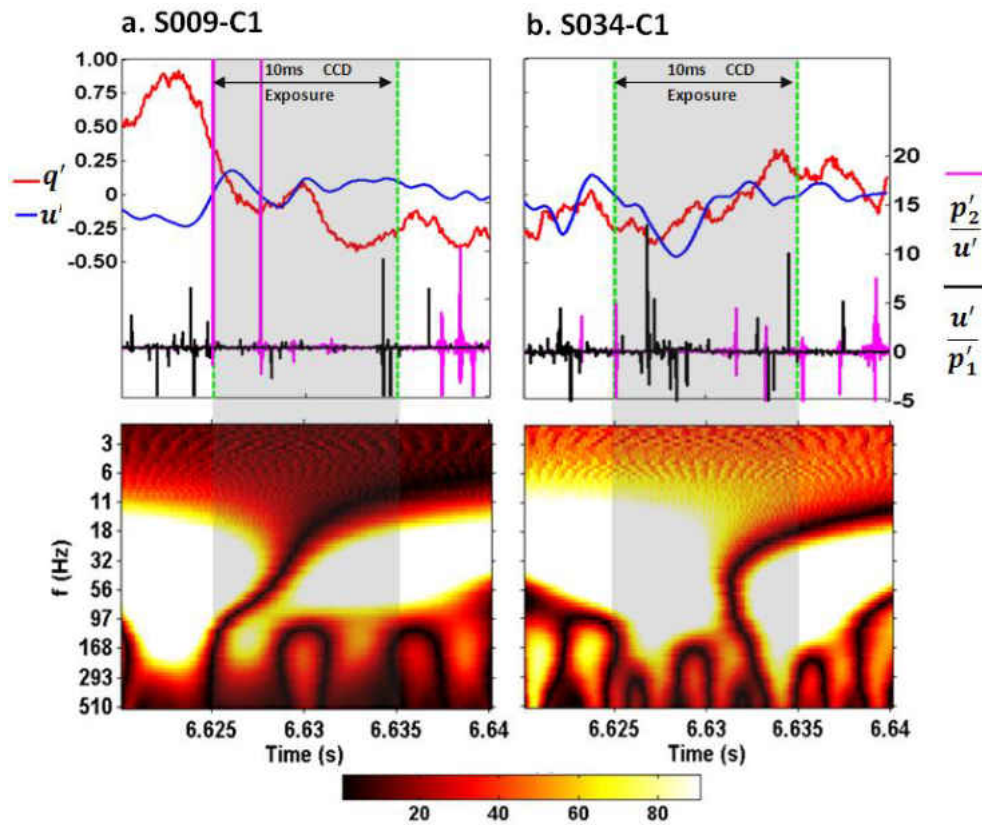 a. S009-C1
b. S034-C1
10ms CCD
Exposure
10ms CCD
Exposure
1.00
0.75
0.50
0.25
0
-0.25
-0.50
q'
u'
20
15
10
5
0
-5
p'2
u'
u'
p'1
3
6
11
18
32
56
97
168
293
510
f (Hz)
6.625 6.63 6.635 6.64
6.625 6.63 6.635 6.64
Time (s)
Time (s)
20 40 60 80